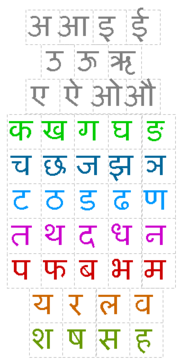 अ आ इ ई
उ ऊ ऋ
ए ऐ ओ औ
क ख ग घ ङ
च छ ज झ ञ
ट ठ ड ढ ण
त थ द ध न
प फ ब भ म
य र ल व
श ष स ह